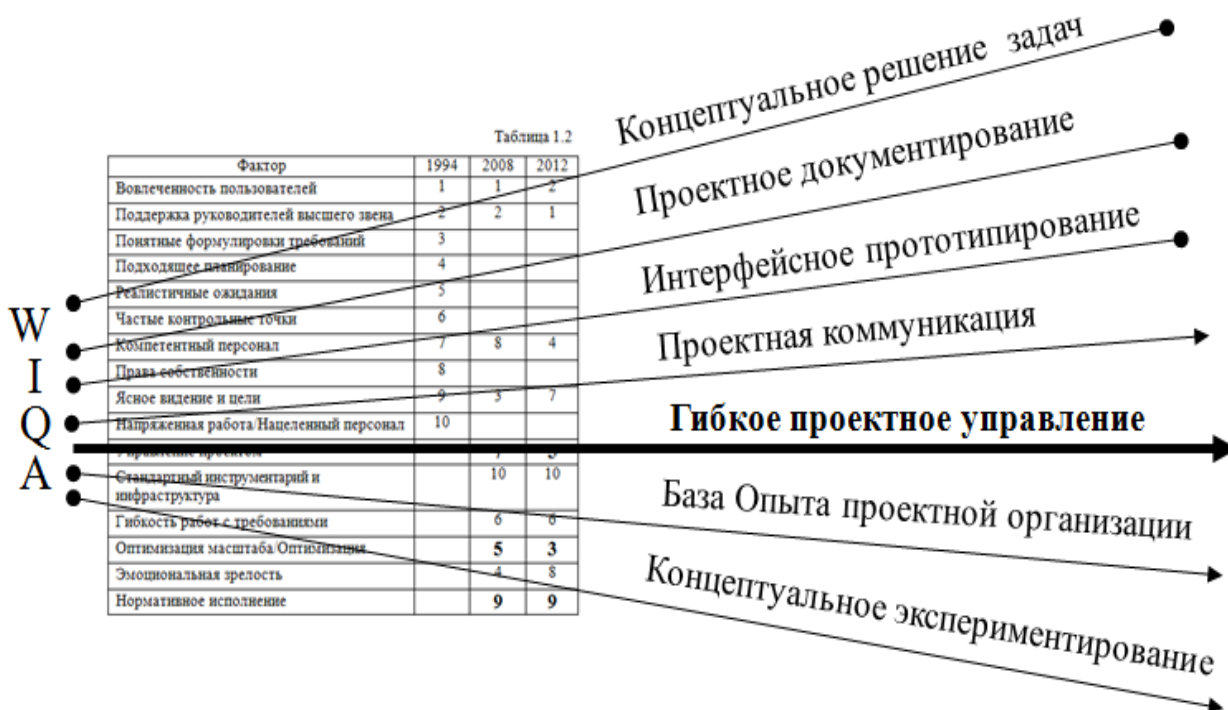 Таблица 1.2
Фактор 1994 2008 2012
Вовлеченность пользователей 1 1 2
Поддержка руководителей высшего звена 2 2 1
Понятные формулировки требований 3
Подходящее планирование 4
Реалистичные ожидания 5
Частые контрольные точки 6
Компетентный персонал 7 8 4
Права собственности 8
Ясное видение и цели 9 3 7
Напряженная работа/Нацеленный персонал 10
Управление проектом 7 5
Стандартный инструментарий и 10 10
инфраструктура
Гибкость работ с требованиями 6 6
Оптимизация масштаба/Оптимизация 5 3
Эмоциональная зрелость 4 8
Нормативное исполнение 9 9
W
I
Q
A
Концептуальное решение задач
Проектное документирование
Интерфейсное прототипирование
Проектная коммуникация
Гибкое проектное управление
База Опыта проектной организации
Концептуальное экспериментирование